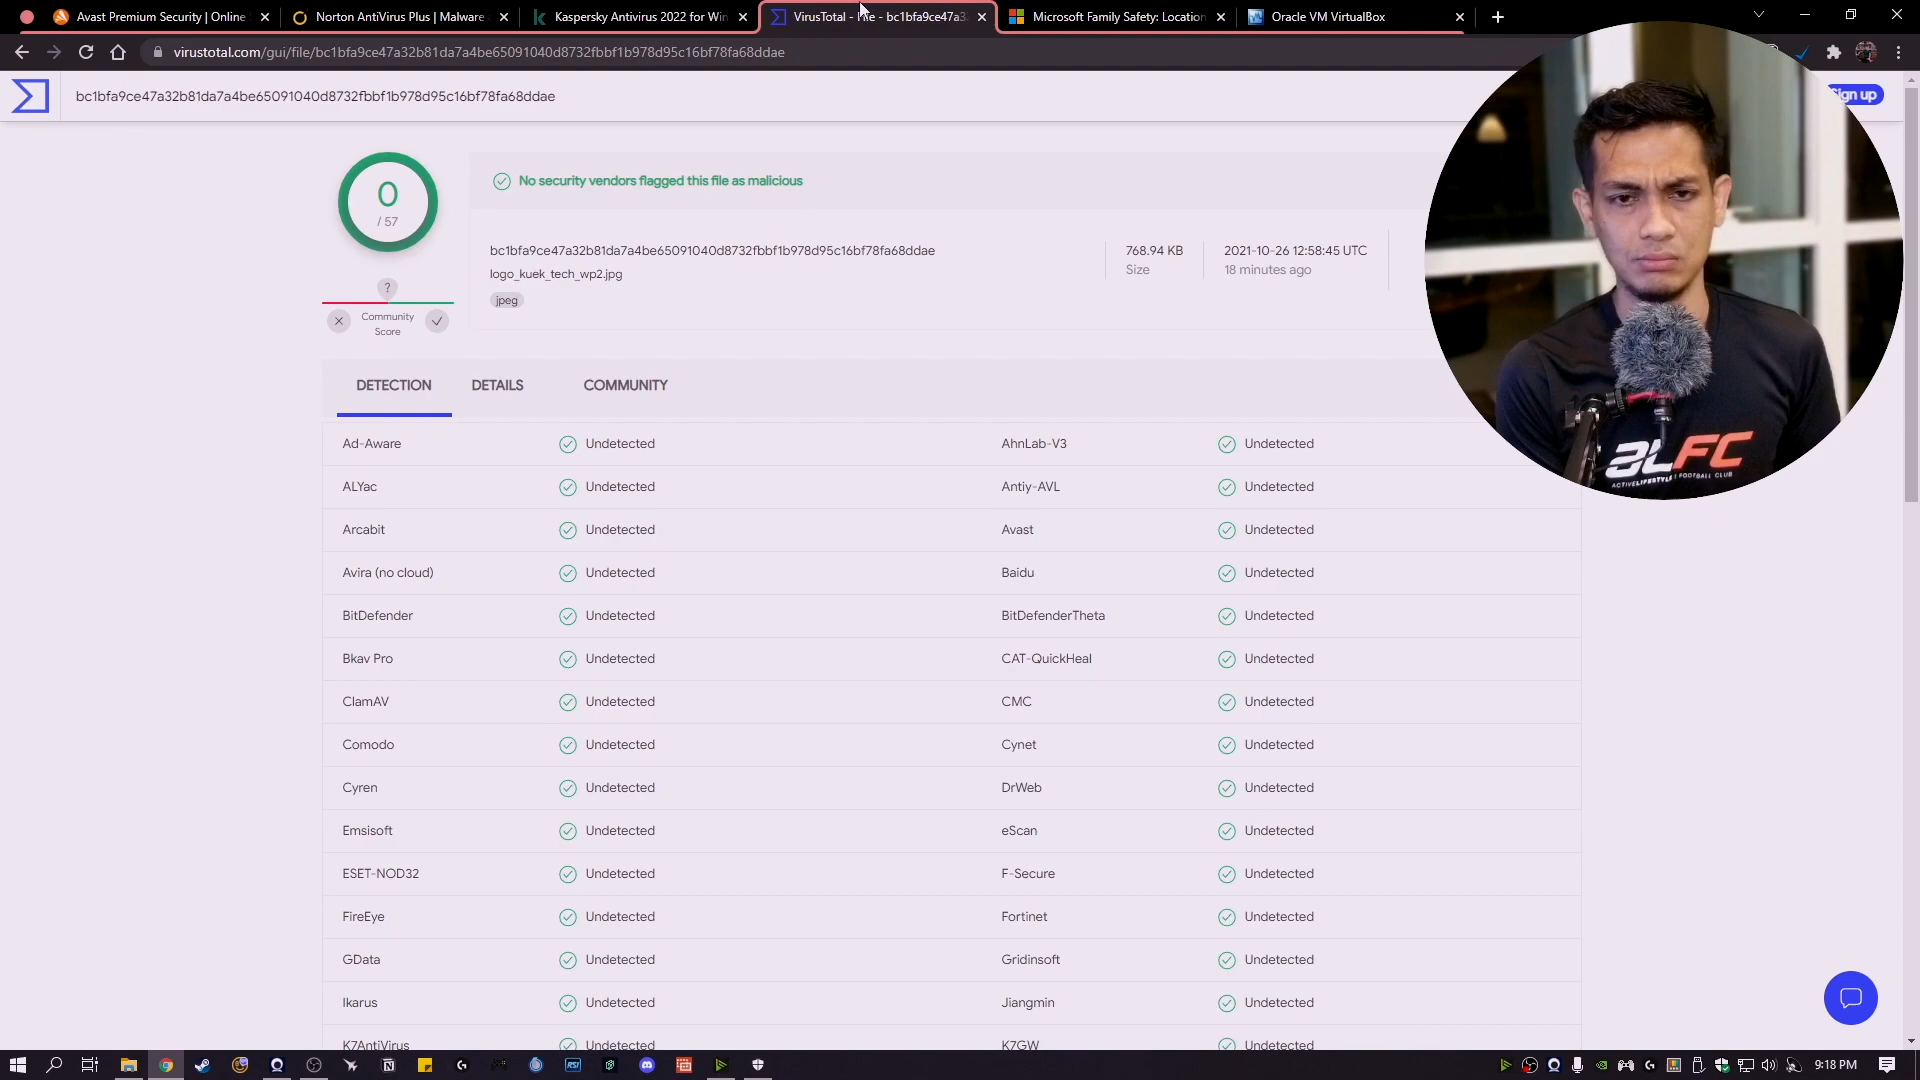 Avast Premium Security | Online
Norton AntiVirus Plus | Malware
Kaspersky Antivirus 2022 for Win
VirusTotal - File - bc1bfa9ce47a3
Microsoft Family Safety: Location
Oracle VM VirtualBox
virustotal.com/gui/file/bc1bfa9ce47a32b81da7a4be65091040d8732fbbf1b978d95c16bf78fa68ddae
bc1bfa9ce47a32b81da7a4be65091040d8732fbbf1b978d95c16bf78fa68ddae
Sign up
0
/ 57
No security vendors flagged this file as malicious
bc1bfa9ce47a32b81da7a4be65091040d8732fbbf1b978d95c16bf78fa68ddae
768.94 KB
2021-10-26 12:58:45 UTC
logo_kuek_tech_wp2.jpg
Size
18 minutes ago
jpeg
?
Community
Score
DETECTION DETAILS COMMUNITY
Ad-Aware Undetected AhnLab-V3 Undetected
ALYac Undetected Antiy-AVL Undetected
Arcabit Undetected Avast Undetected
Avira (no cloud) Undetected Baidu Undetected
BitDefender Undetected BitDefenderTheta Undetected
Bkav Pro Undetected CAT-QuickHeal Undetected
ClamAV Undetected CMC Undetected
Comodo Undetected Cynet Undetected
Cyren Undetected DrWeb Undetected
Emsisoft Undetected eScan Undetected
ESET-NOD32 Undetected F-Secure Undetected
FireEye Undetected Fortinet Undetected
GData Undetected Gridinsoft Undetected
Ikarus Undetected Jiangmin Undetected
K7AntiVirus Undetected K7GW Undetected
ALFC
ACTIVELIFESTYLE FOOTBALL CLUB
RSI
9:18 PM